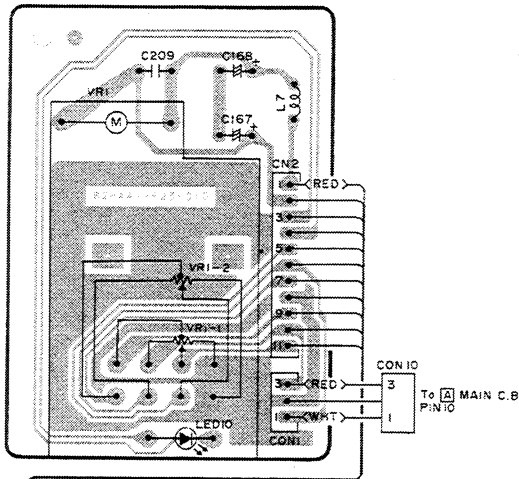 C209
C168
+
VR1
M
L7
C167
+
CN2
1
RED
3
5
VR1-2
7
9
VR1-1
11
CON10
3
RED
3
To A MAIN C.B
PIN10
1
WHT
1
CON1
LED10